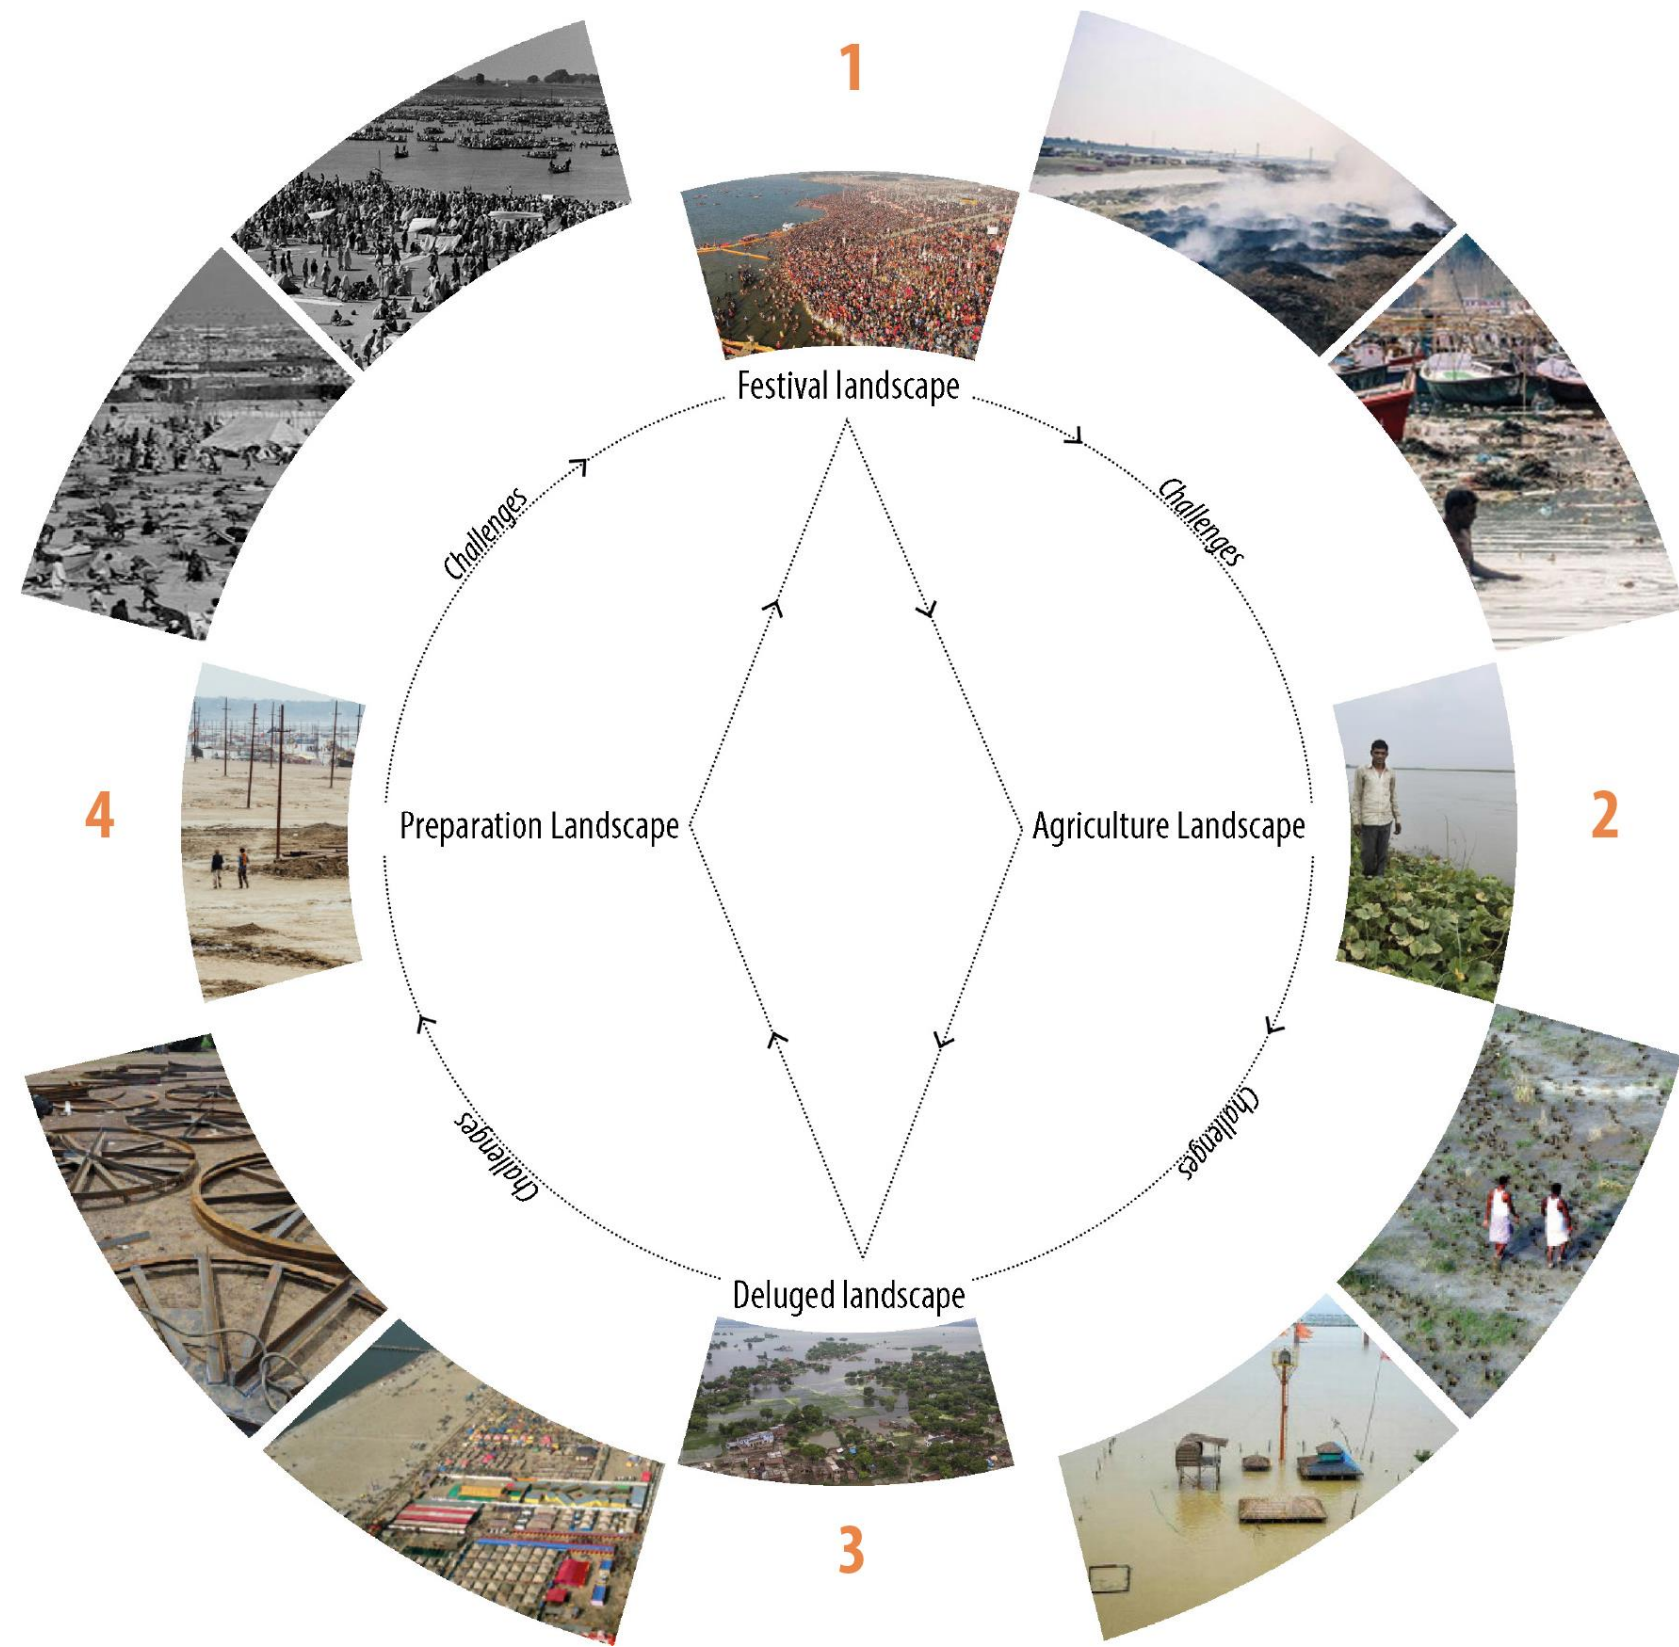 1
Festival landscape
Challenges
Challenges
4
Preparation Landscape
Agriculture Landscape
2
Challenges
Challenges
Deluged landscape
3